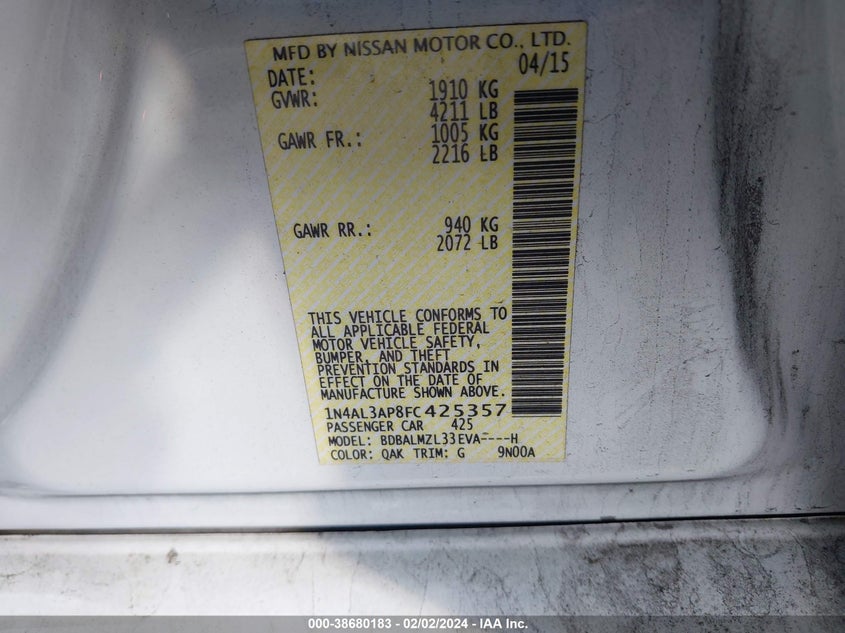 MFD BY NISSAN MOTOR CO., LTD.
DATE: 04/15
GVWR: 1910 KG
4211 LB
GAWR FR.: 1005 KG
2216 LB
GAWR RR.: 940 KG
2072 LB
THIS VEHICLE CONFORMS TO
ALL APPLICABLE FEDERAL
MOTOR VEHICLE SAFETY,
BUMPER, AND THEFT
PREVENTION STANDARDS IN
EFFECT ON THE DATE OF
MANUFACTURE SHOWN ABOVE.
1N4AL3AP8FC425357
PASSENGER CAR 425
MODEL: BDBALMZL33EVA----H
COLOR: QAK TRIM: G 9N00A
000-38680183 - 02/02/2024 - IAA Inc.